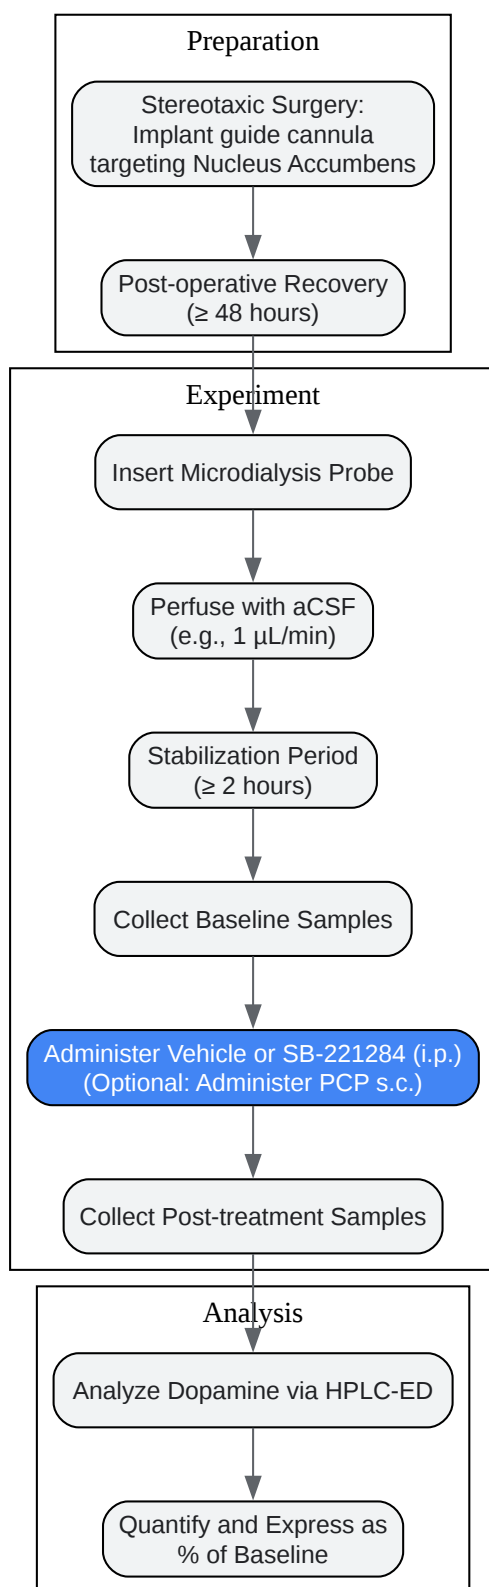 Preparation
Stereotaxic Surgery:
Implant guide cannula
targeting Nucleus Accumbens
Post-operative Recovery
(≥ 48 hours)
Experiment
Insert Microdialysis Probe
Perfuse with aCSF
(e.g., 1 µL/min)
Stabilization Period
(≥ 2 hours)
Collect Baseline Samples
Administer Vehicle or SB-221284 (i.p.)
(Optional: Administer PCP s.c.)
Collect Post-treatment Samples
Analysis
Analyze Dopamine via HPLC-ED
Quantify and Express as
% of Baseline